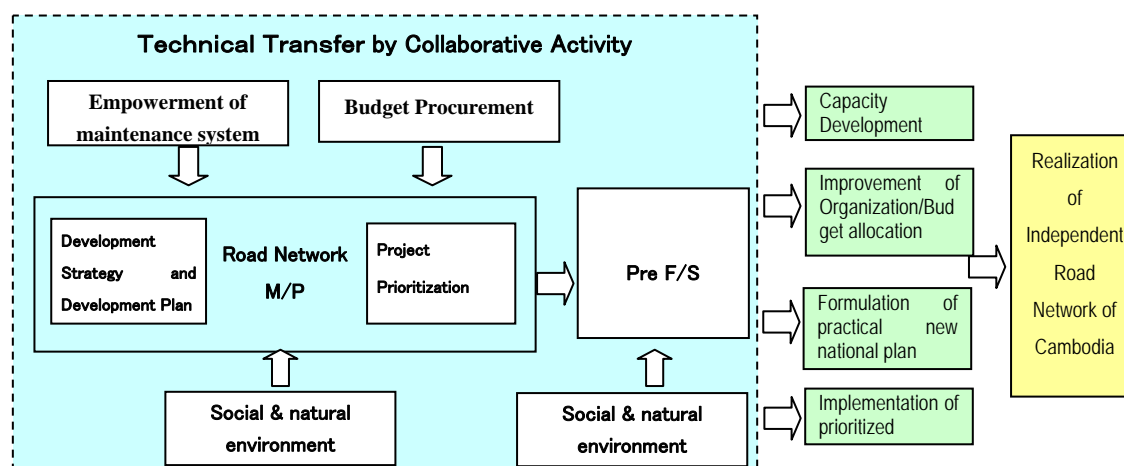 Technical Transfer by Collaborative Activity
Empowerment of
maintenance system
Budget Procurement
Development
Strategy and
Development Plan
Road Network
M/P
Project
Prioritization
Pre F/S
Social & natural
environment
Social & natural
environment
Capacity
Development
Improvement of
Organization/Bud
get allocation
Formulation of
practical new
national plan
Implementation of
prioritized
Realization
of
Independent
Road
Network of
Cambodia